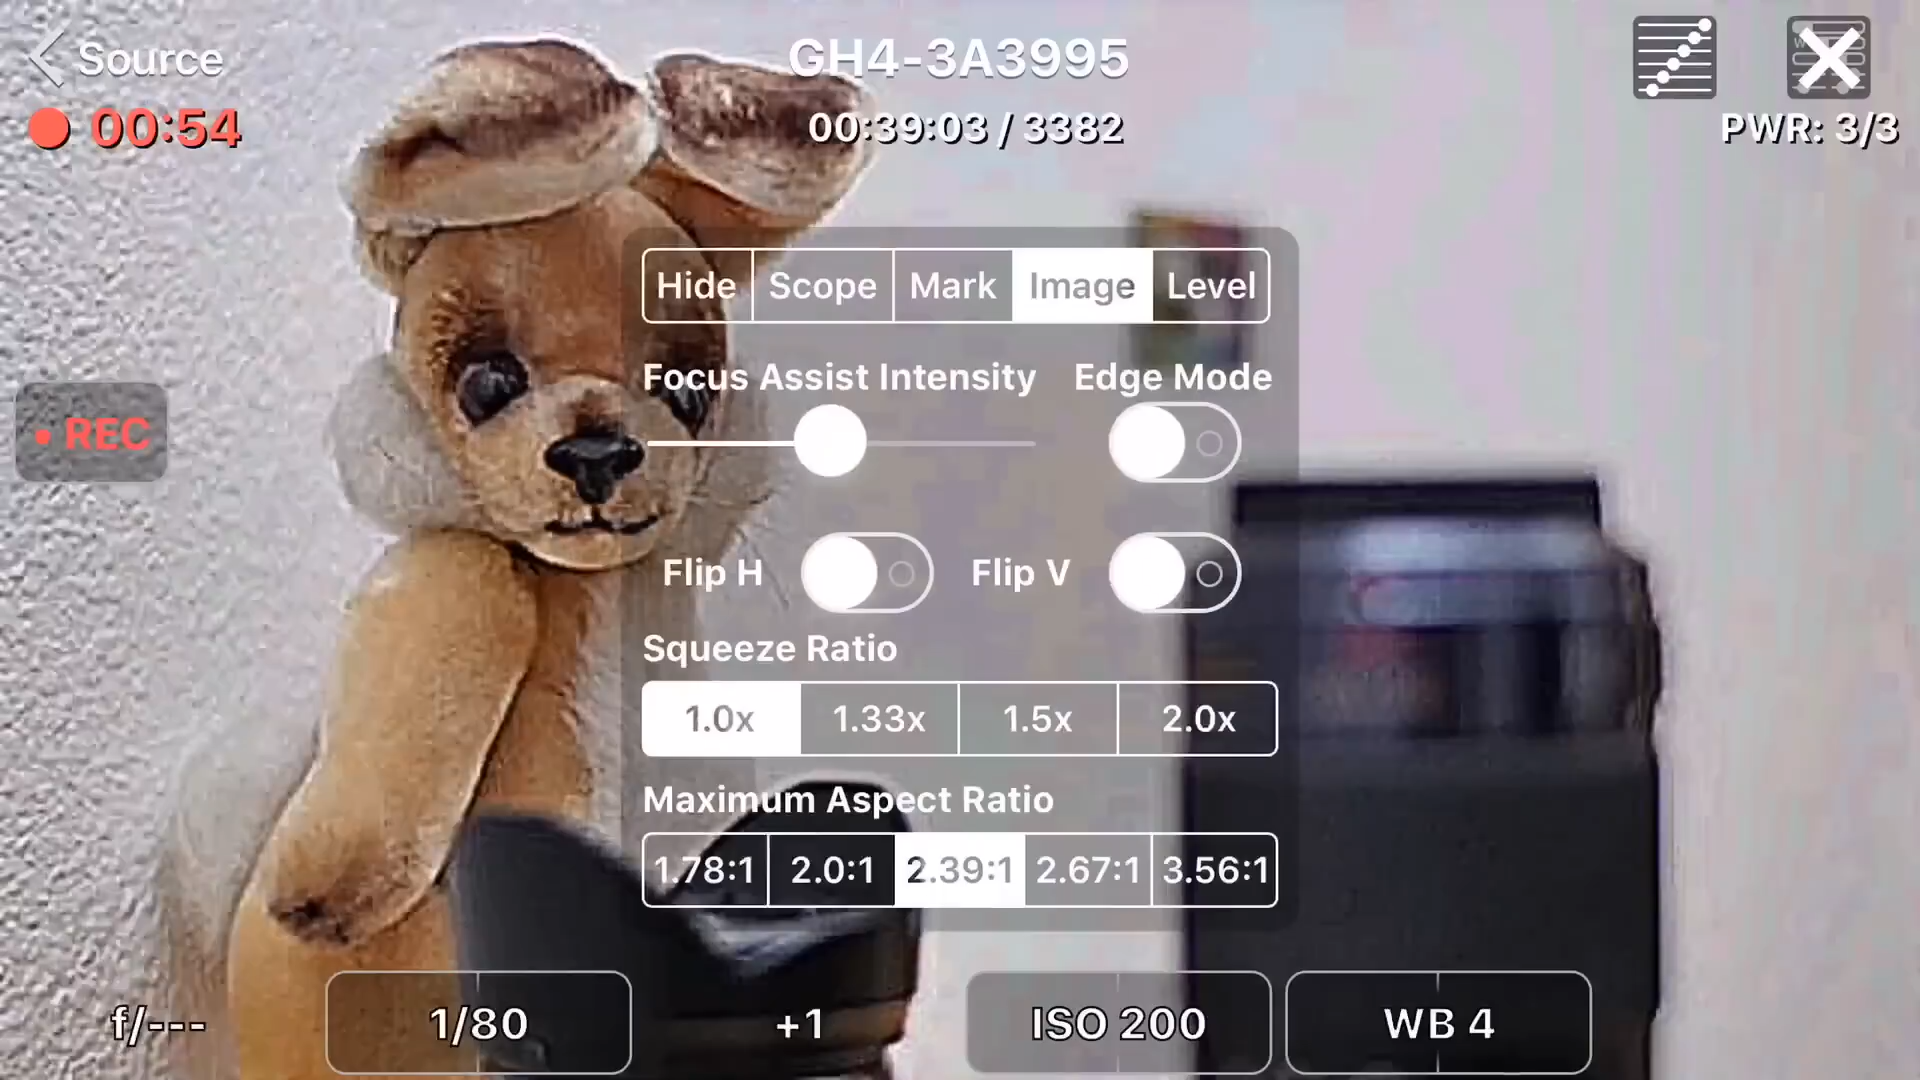 Source
GH4-3A3995
00:54
00:39:03 / 3382
PWR: 3/3
Hide Scope Mark Image Level
Focus Assist Intensity Edge Mode
• REC
Flip H Flip V
Squeeze Ratio
1.0x 1.33x 1.5x 2.0x
Maximum Aspect Ratio
1.78:1 2.0:1 2.39:1 2.67:1 3.56:1
f/--- 1/80 +1 ISO 200 WB 4